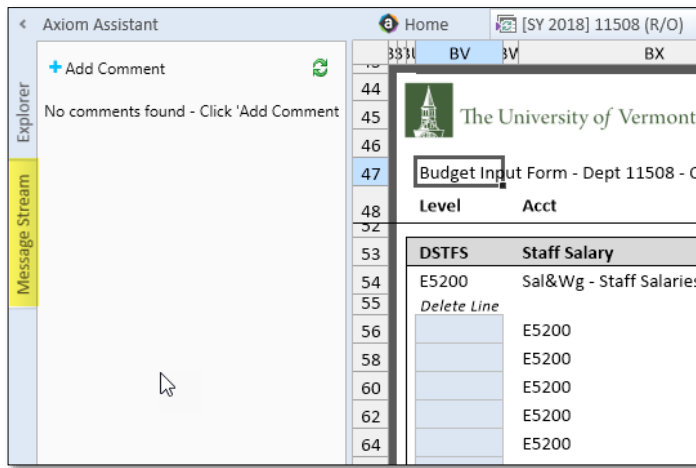 Axiom Assistant
Home
[SY 2018] 11508 (R/O)
Explorer
Message Stream
Add Comment
No comments found - Click 'Add Comment
BV
BX
44
45
The University of Vermont
46
47
Budget Input Form - Dept 11508 -
48
Level Acct
52
53
DSTFS Staff Salary
54
E5200 Sal&Wg - Staff Salaries
55
Delete Line
56
E5200
58
E5200
60
E5200
62
E5200
64
E5200